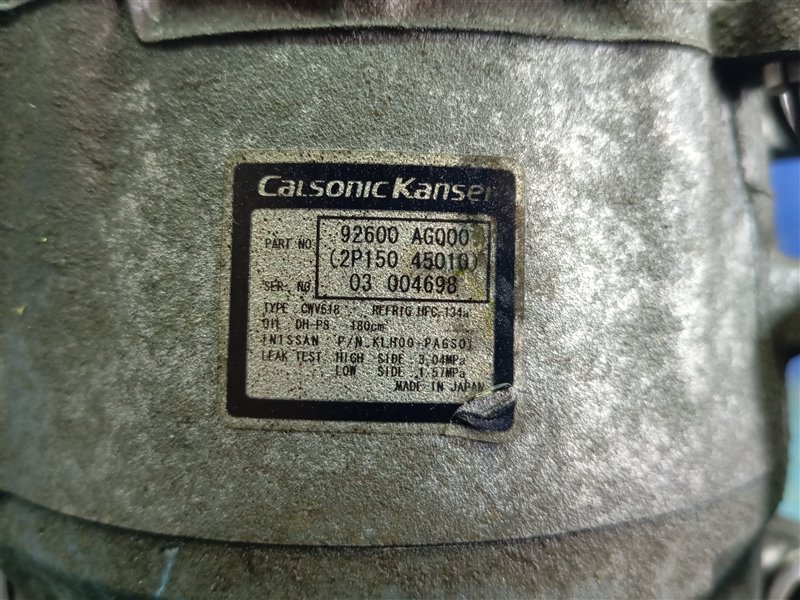 CALSONIC KANSEI
PART NO. 92600 AG000
(2P150 45010)
SER. NO. 03 004698
TYPE CWV618 REFRIG HFC-134a
OIL DH-PS 180cm³
[NISSAN P/N.KLH00-PAGS0]
LEAK TEST HIGH SIDE 3.04MPa
LOW SIDE 1.57MPa
MADE IN JAPAN